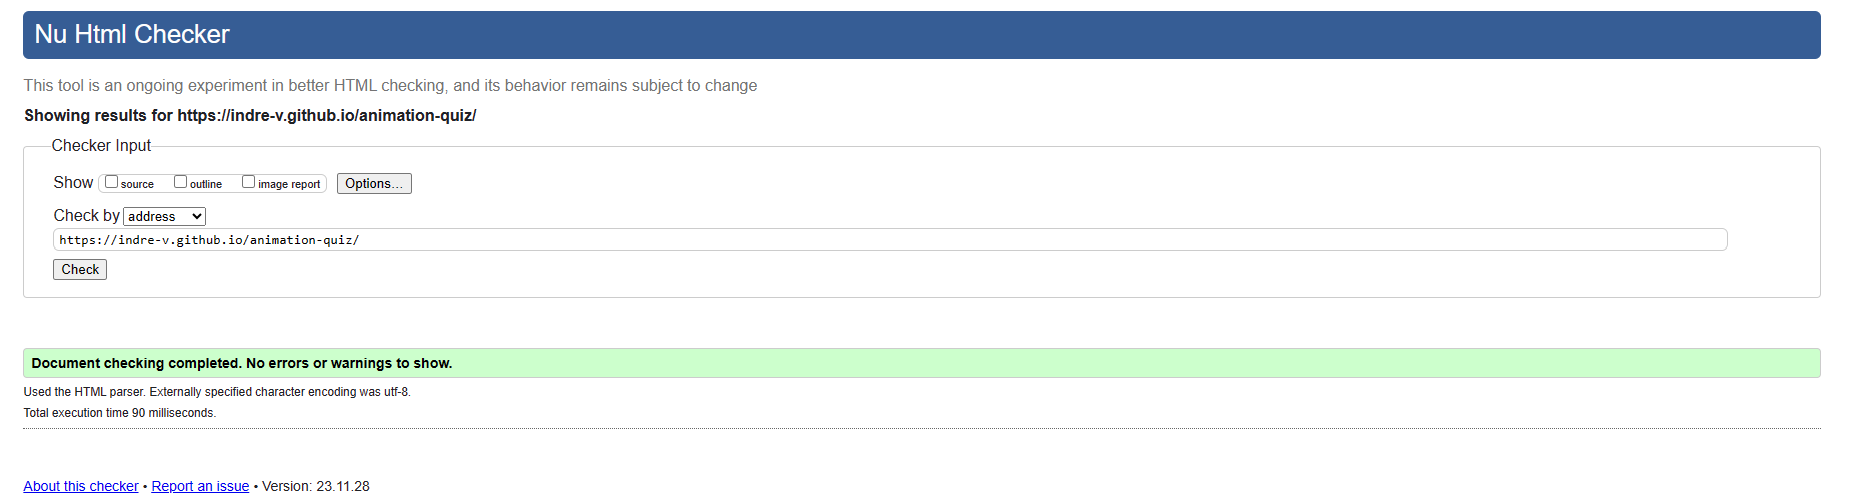 Nu Html Checker
This tool is an ongoing experiment in better HTML checking, and its behavior remains subject to change
Showing results for https://indre-v.github.io/animation-quiz/
Checker Input
Show source outline image report Options...
Check by address
https://indre-v.github.io/animation-quiz/
Check
Document checking completed. No errors or warnings to show.
Used the HTML parser. Externally specified character encoding was utf-8.
Total execution time 90 milliseconds.
About this checker • Report an issue • Version: 23.11.28